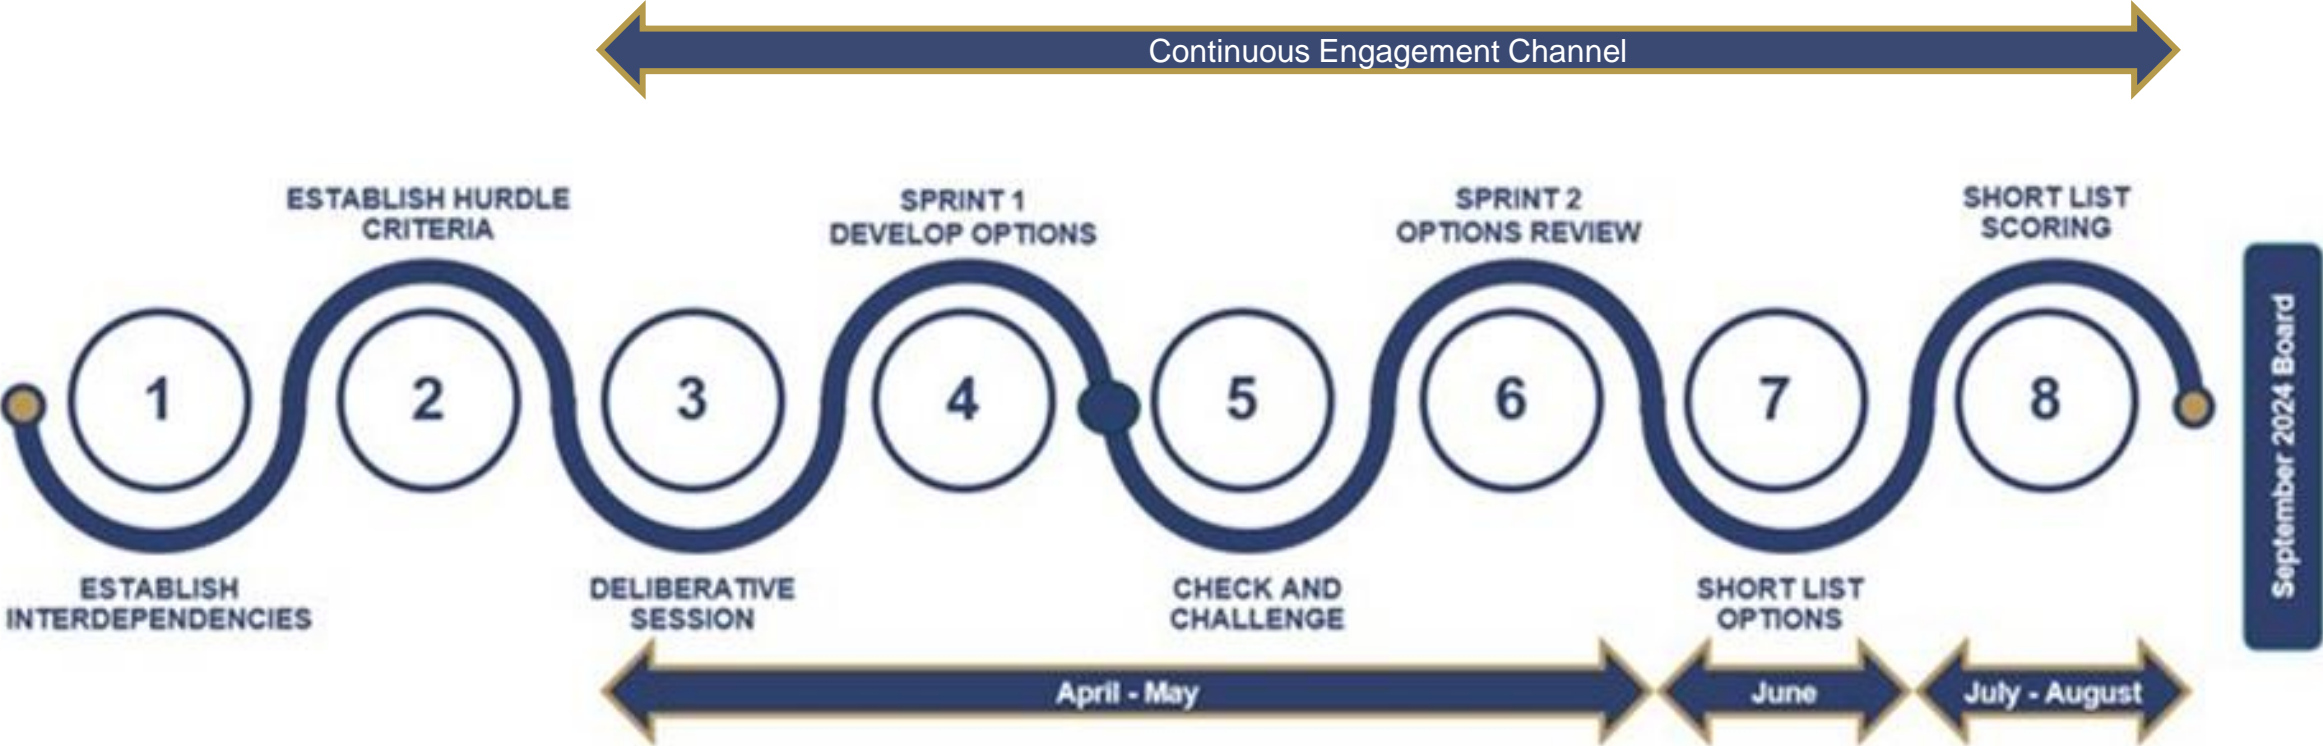 Continuous Engagement Channel
ESTABLISH HURDLE
CRITERIA
SPRINT 1
DEVELOP OPTIONS
SPRINT 2
OPTIONS REVIEW
SHORT LIST
SCORING
1
2
3
4
5
6
7
8
September 2024 Board
ESTABLISH
INTERDEPENDENCIES
DELIBERATIVE
SESSION
CHECK AND
CHALLENGE
SHORT LIST
OPTIONS
April - May
June
July - August